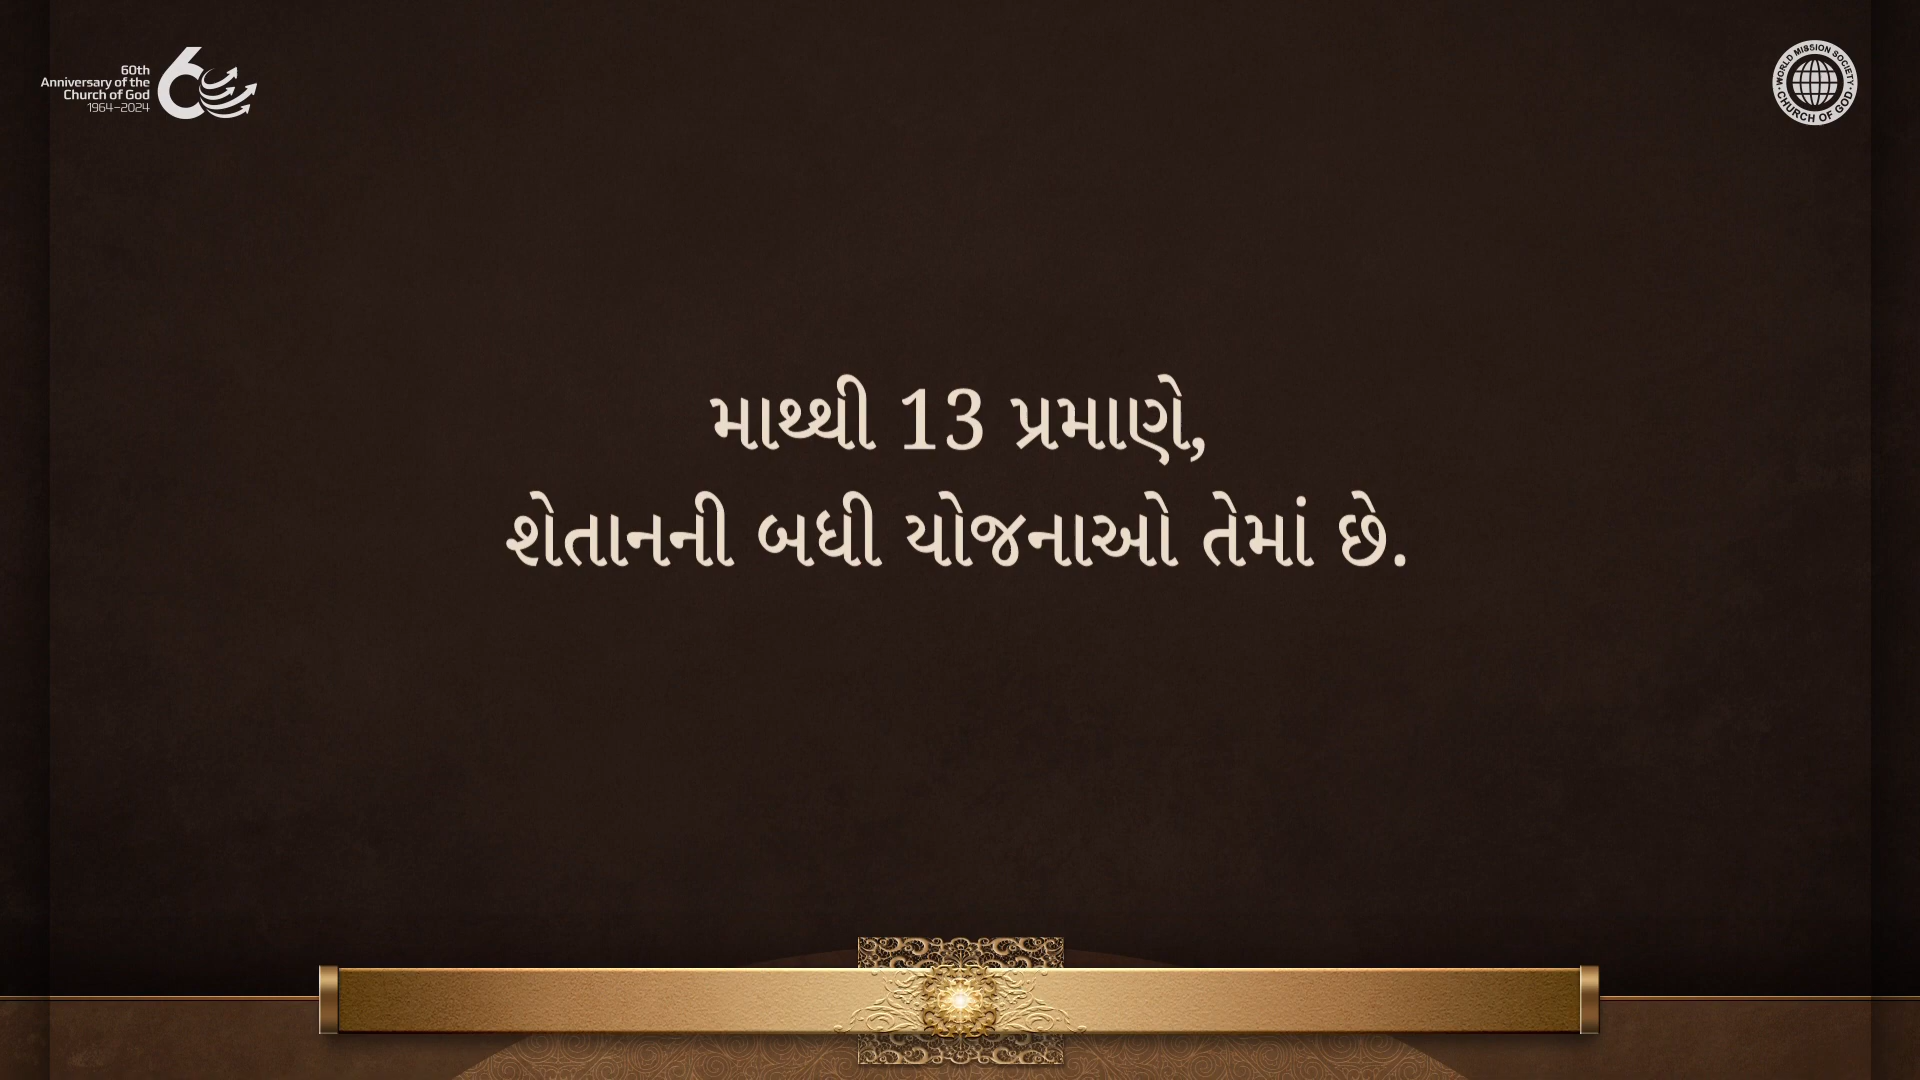 60th
Anniversary of the
Church of God
1964–2024
60
WORLD MISSION SOCIETY
CHURCH OF GOD
માથ્થી 13 પ્રમાણે,
શેતાનની બધી યોજનાઓ તેમાં છે.